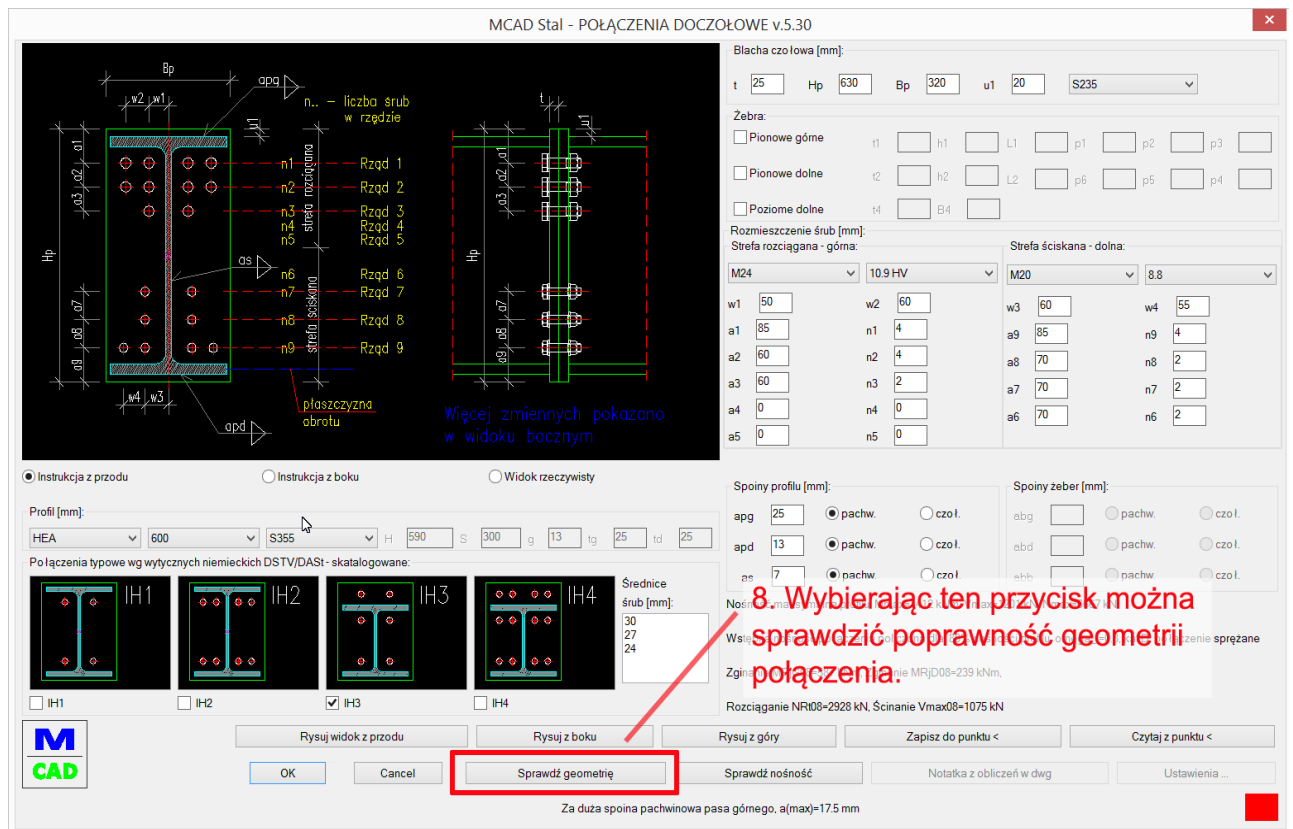 MCAD Stal - POŁĄCZENIA DOCZOŁOWE v.5.30
×
Bp
apg
w2 w1
n.. – liczba śrub
w rzędzie
t
u1
u1
a1
a2
a3
Hp
n1 Rząd 1
n2 Rząd 2
n3 Rząd 3
n4 Rząd 4
n5 Rząd 5
strefa rozciągana
as
n6 Rząd 6
n7 Rząd 7
n8 Rząd 8
n9 Rząd 9
strefa ściskana
a7
a8
a9
w4 w3
apd
płaszczyzna
obrotu
a1
a2
a3
Hp
a7
a8
a9
Więcej zmiennych pokazano
w widoku bocznym
Instrukcja z przodu Instrukcja z boku Widok rzeczywisty
Profil [mm]:
HEA 600 S355 H 590 S 300 g 13 tg 25 td 25
Połączenia typowe wg wytycznych niemieckich DSTV/DASt - skatalogowane:
IH1 IH2 IH3 IH4
Średnice
śrub [mm]:
30
27
24
IH1 IH2 IH3 IH4
Blacha czołowa [mm]:
t 25 Hp 630 Bp 320 u1 20 S235
Żebra:
Pionowe górne t1 h1 L1 p1 p2 p3
Pionowe dolne t2 h2 L2 p6 p5 p4
Poziome dolne t4 B4
Rozmieszczenie śrub [mm]:
Strefa rozciągana - górna: Strefa ściskana - dolna:
M24 10.9 HV M20 8.8
w1 50 w2 60 w3 60 w4 55
a1 85 n1 4 a9 85 n9 4
a2 60 n2 4 a8 70 n8 2
a3 60 n3 2 a7 70 n7 2
a4 0 n4 0 a6 70 n6 2
a5 0 n5 0
Spoiny profilu [mm]: Spoiny żeber [mm]:
apg 25 pachw. czoł. abg pachw. czoł.
apd 13 pachw. czoł. abd pachw. czoł.
as 7 pachw. czoł. abh pachw. czoł.
8. Wybierając ten przycisk można
sprawdzić poprawność geometrii
połączenia.
sprężane
MRjD08=239 kNm,
Rozciąganie NRt08=2928 kN, Ścinanie Vmax08=1075 kN
M
CAD
Rysuj widok z przodu Rysuj z boku Rysuj z góry Zapisz do punktu < Czytaj z punktu <
OK Cancel Sprawdź geometrię Sprawdź nośność Notatka z obliczeń w dwg Ustawienia ...
Za duża spoina pachwinowa pasa górnego, a(max)=17.5 mm